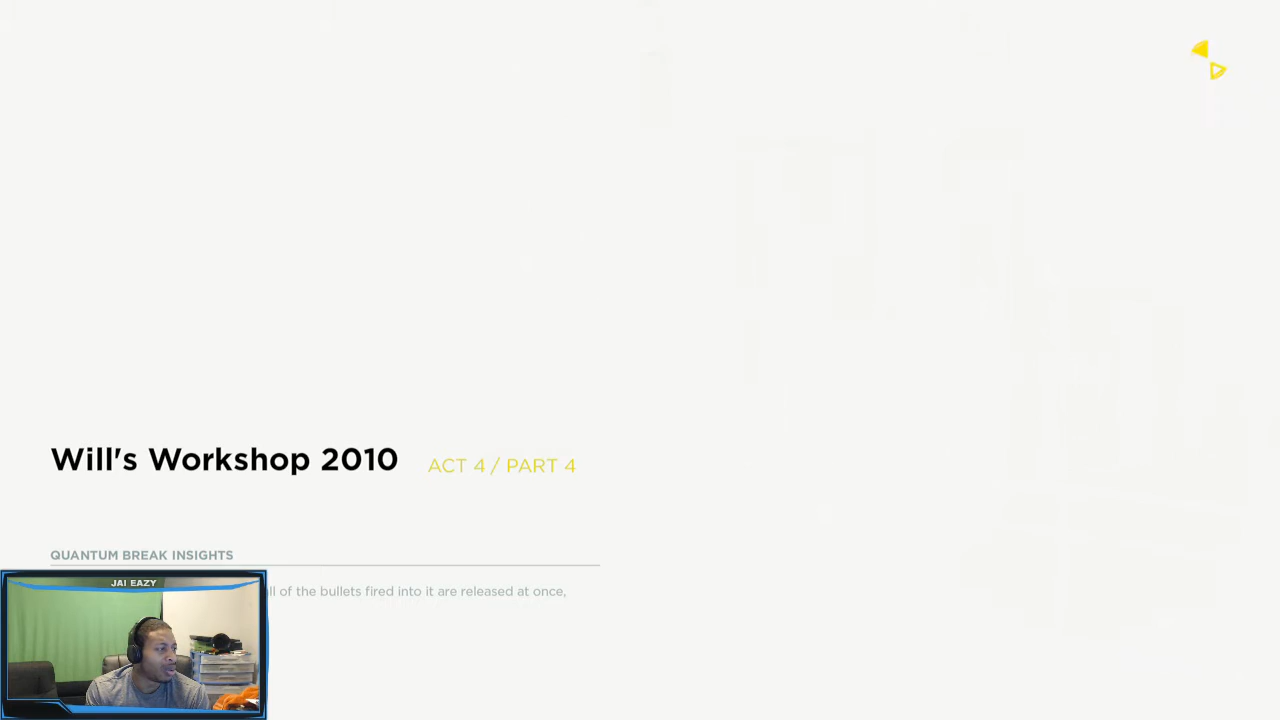 Will's Workshop 2010 ACT 4 / PART 4
QUANTUM BREAK INSIGHTS
of the bullets fired into it are released at once,
JAI EAZY